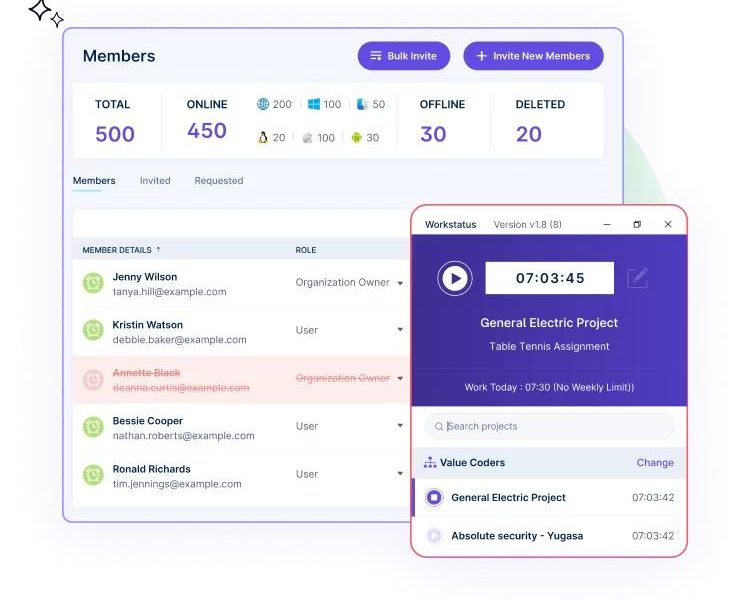 Members
Bulk Invite
Invite New Members
TOTAL
500
ONLINE
450
200
100
50
20
100
30
OFFLINE
30
DELETED
20
Members Invited Requested
MEMBER DETAILS ↑ ROLE
Jenny Wilson
tanya.hill@example.com
Organization Owner
Kristin Watson
debbie.baker@example.com
User
Annette Black
deanna.curtis@example.com
Organization Owner
Bessie Cooper
nathan.roberts@example.com
User
Ronald Richards
tim.jennings@example.com
User
Workstatus Version v1.8 (8)
07:03:45
General Electric Project
Table Tennis Assignment
Work Today : 07:30 (No Weekly Limit))
Search projects
Value Coders Change
General Electric Project 07:03:42
Absolute security - Yugasa 07:03:42